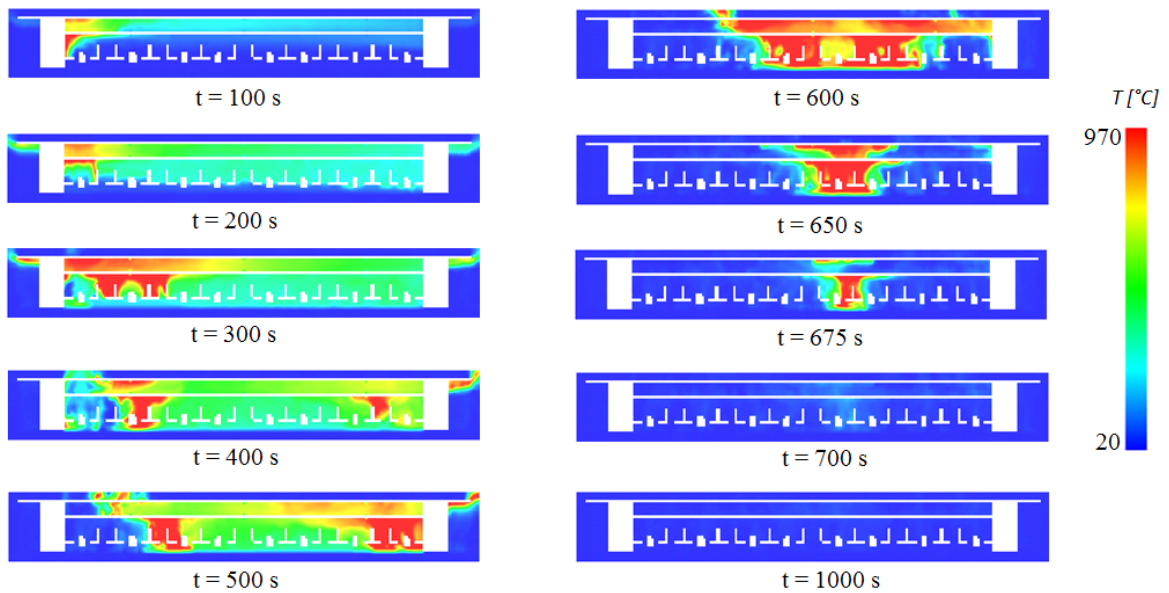 t = 100 s
t = 200 s
t = 300 s
t = 400 s
t = 500 s
t = 600 s
t = 650 s
t = 675 s
t = 700 s
t = 1000 s
T [°C]
970
20